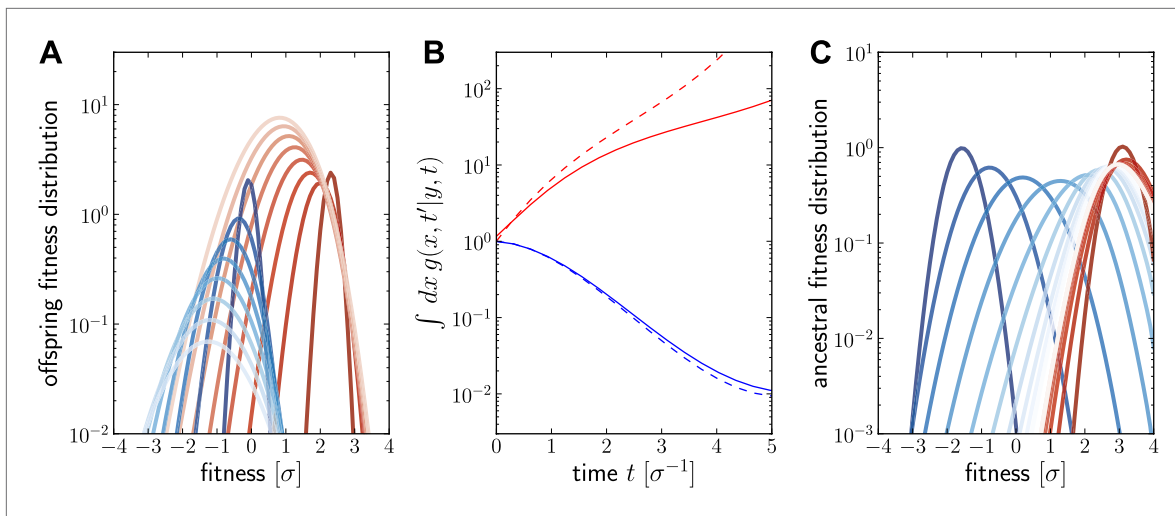 A
offspring fitness distribution
10^1
10^0
10^-1
10^-2
−4 −3 −2 −1 0 1 2 3 4
fitness [σ]
B
∫ dx g(x, t′|y, t)
10^2
10^1
10^0
10^-1
10^-2
0 1 2 3 4 5
time t [σ^-1]
C
ancestral fitness distribution
10^1
10^0
10^-1
10^-2
10^-3
−4 −3 −2 −1 0 1 2 3 4
fitness [σ]